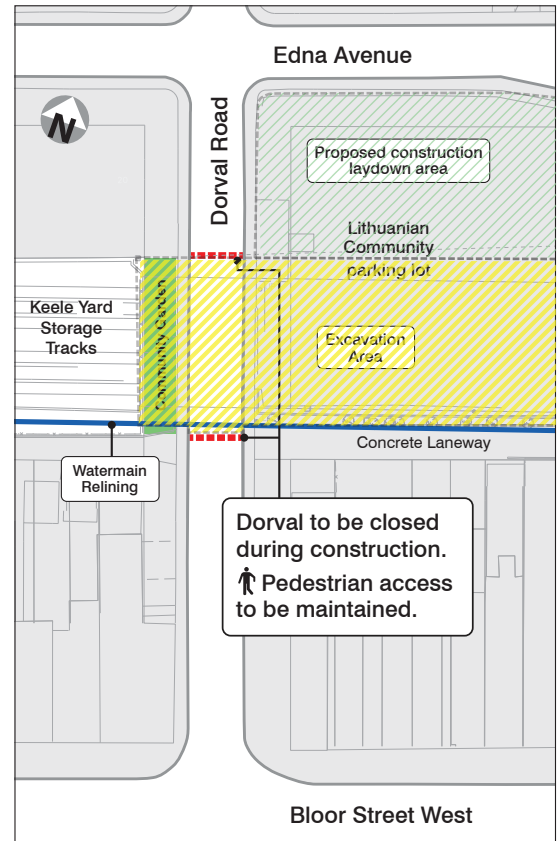 Edna Avenue
Dorval Road
N
Proposed construction
laydown area
Lithuanian
Community
parking lot
Keele Yard
Storage
Tracks
Community Garden
Excavation
Area
Concrete Laneway
Watermain
Relining
Dorval to be closed
during construction.
Pedestrian access
to be maintained.
Bloor Street West